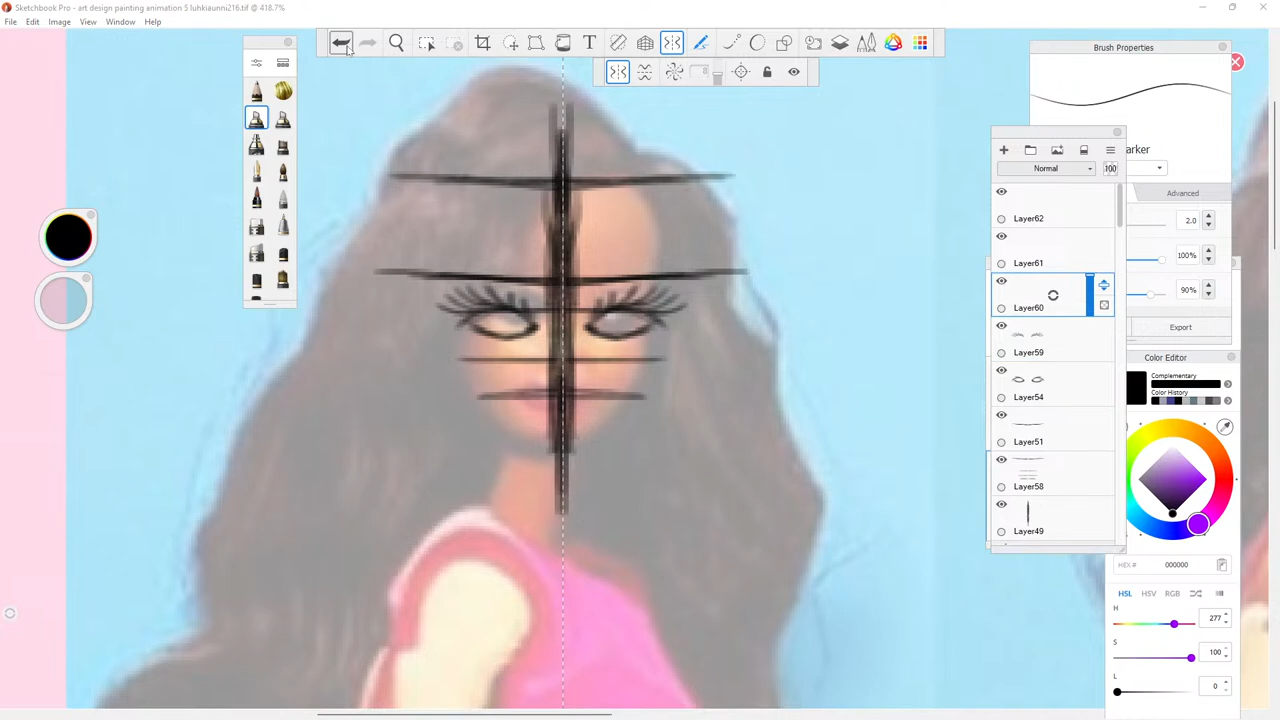 Sketchbook Pro - art design painting animation S luhkiaunni216.tif @ 418.7%
File Edit Image View Window Help
T
Brush Properties
arker
Normal 100
Advanced
Layer62
2.0
Layer61
100%
Layer60
90%
Export
Layer59
Color Editor
Complementary
Layer54
Color History
Layer51
Layer58
Layer49
HEX # 000000
HSL HSV RGB
H
277
S
100
L
0